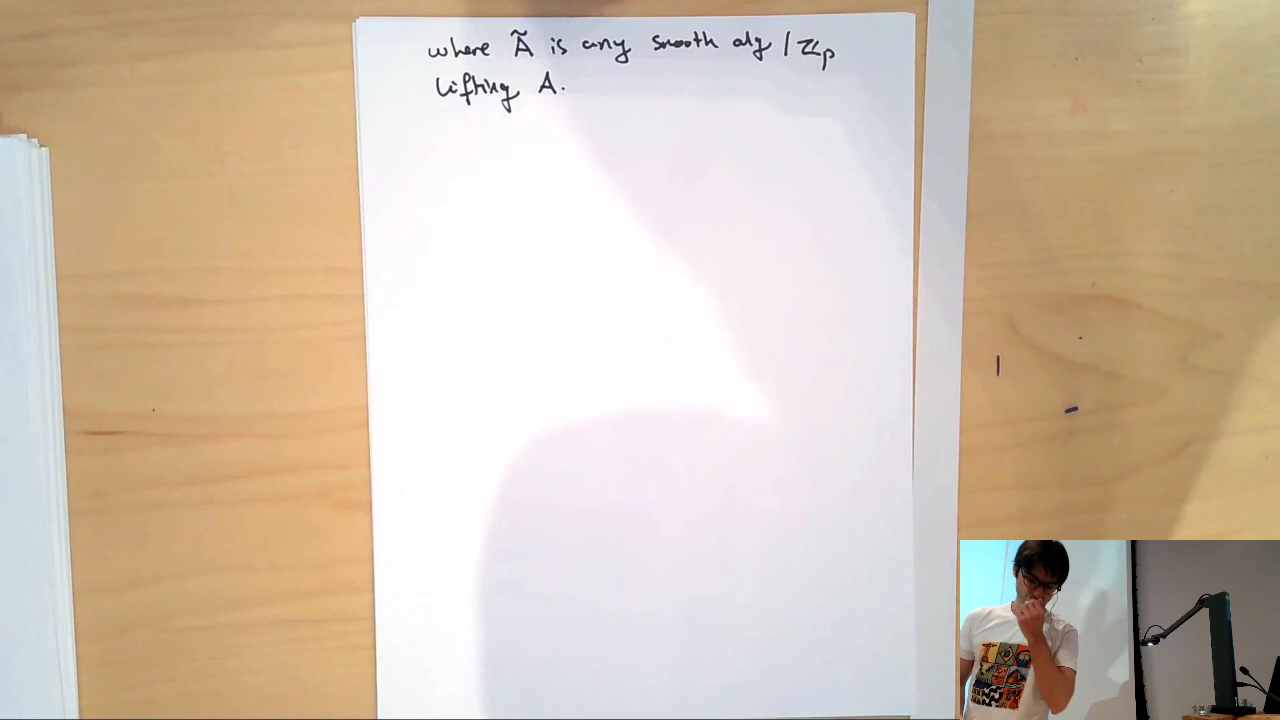 where Ã is any smooth alg / ℤp
lifting A.